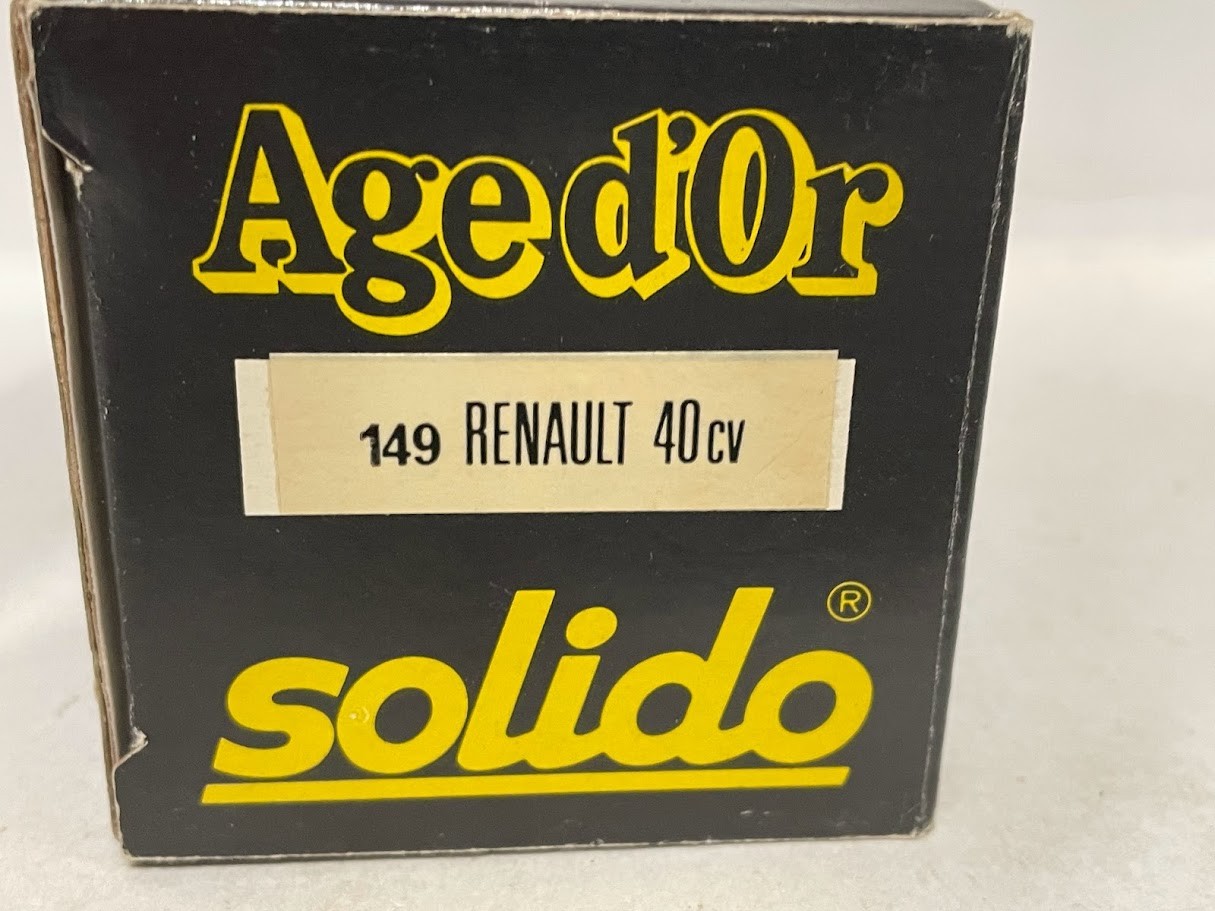 Age d'Or
149 RENAULT 40cv
solido ®